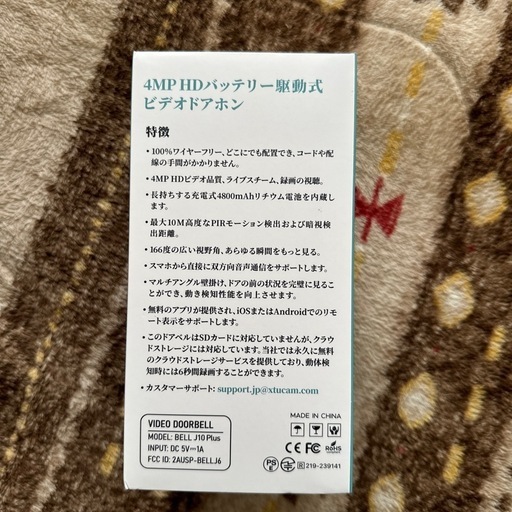 4MP HDバッテリー駆動式
ビデオドアホン
特徴
• 100%ワイヤーフリー、どこにでも配置でき、コードや配
線の手間がかかりません。
• 4MP HDビデオ品質、ライブスチーム、録画の視聴。
• 長持ちする充電式4800mAhリチウム電池を内蔵し
ます。
• 最大10M高度なPIRモーション検出および暗視検
出距離。
• 166度の広い視野角、あらゆる瞬間をもっと見る。
• スマホから直接に双方向音声通信をサポートします。
• マルチアングル壁掛け、ドアの前の状況を完璧に見るこ
とができ、動き検知性能を向上させます。
• 無料のアプリが提供され、iOSまたはAndroidでのリモ
ート表示をサポートします。
• このドアベルはSDカードに対応していませんが、クラウ
ドストレージには対応しています。当社では永久に無料
のクラウドストレージサービスを提供しており、動体検
知時には6秒間録画することができます。
• カスタマーサポート: support.jp@xtucam.com
VIDEO DOORBELL
MODEL: BELL J10 Plus
INPUT: DC 5V⎓1A
FCC ID: 2AUSP-BELLJ6
MADE IN CHINA
CE FC RoHS
PSE R 219-239141